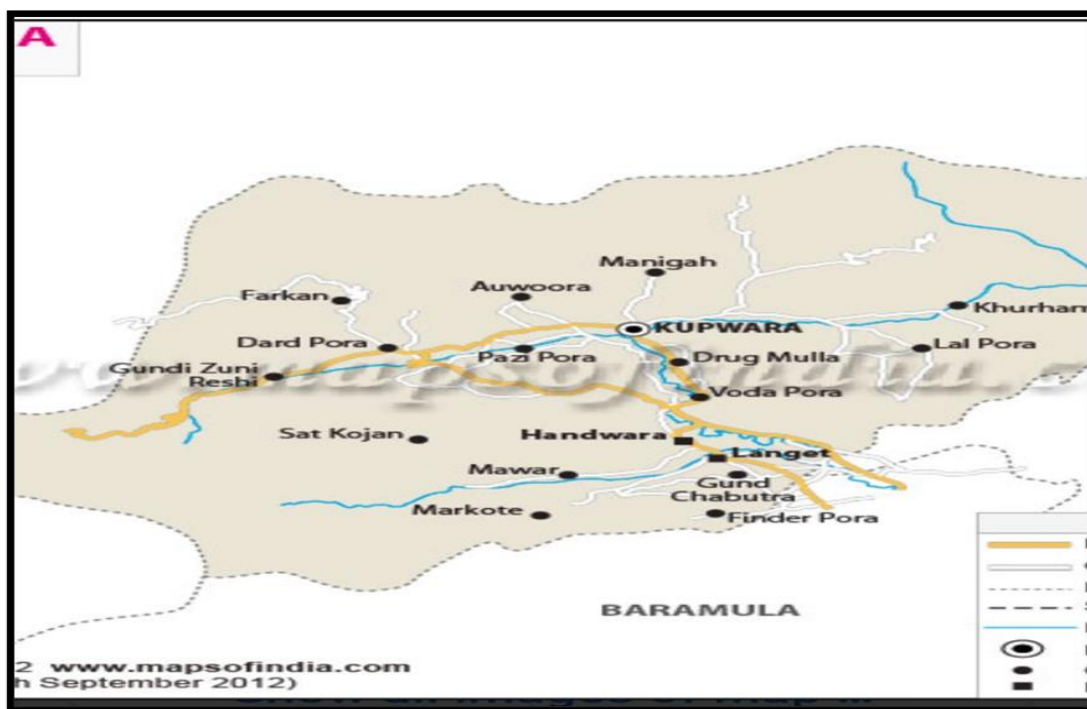 A
Manigah
Auwoora
Farkan
Khurham
KUPWARA
Dard Pora
Pazi Pora
Drug Mulla
Lal Pora
Gundi Zuni
Reshi
Voda Pora
Sat Kojan
Handwara
Langet
Mawar
Gund
Chabutra
Markote
Finder Pora
BARAMULA
2 www.mapsofindia.com
h September 2012)